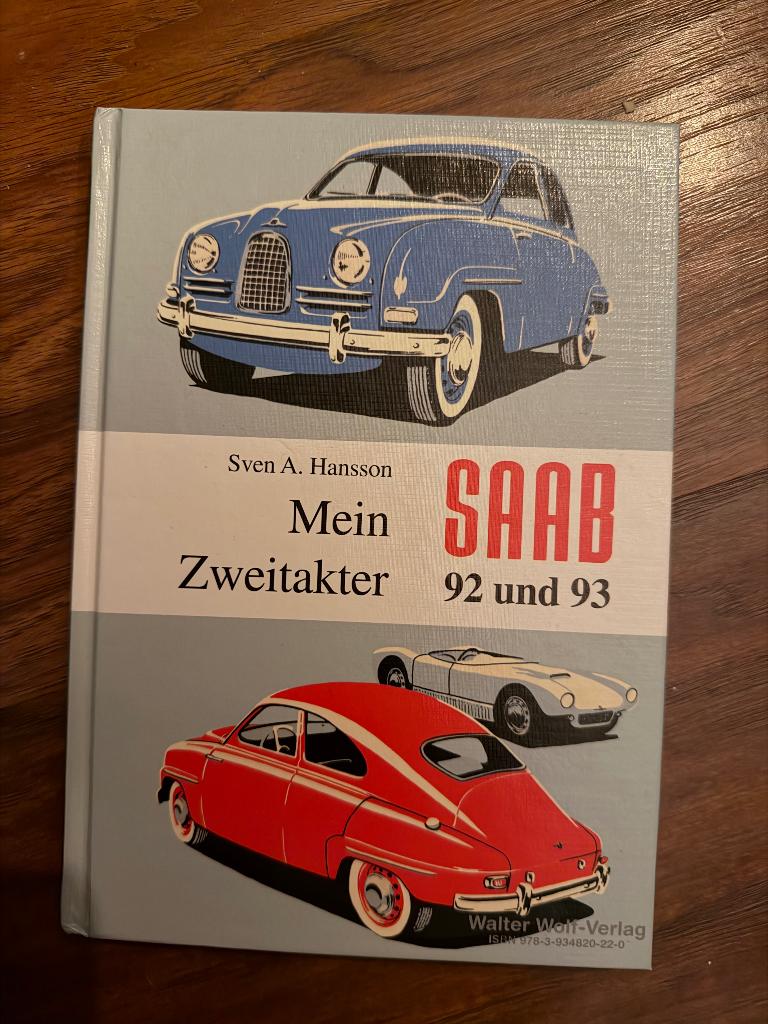 Sven A. Hansson
Mein
Zweitakter
SAAB
92 und 93
Walter Wolf-Verlag
ISBN 978-3-934820-22-0